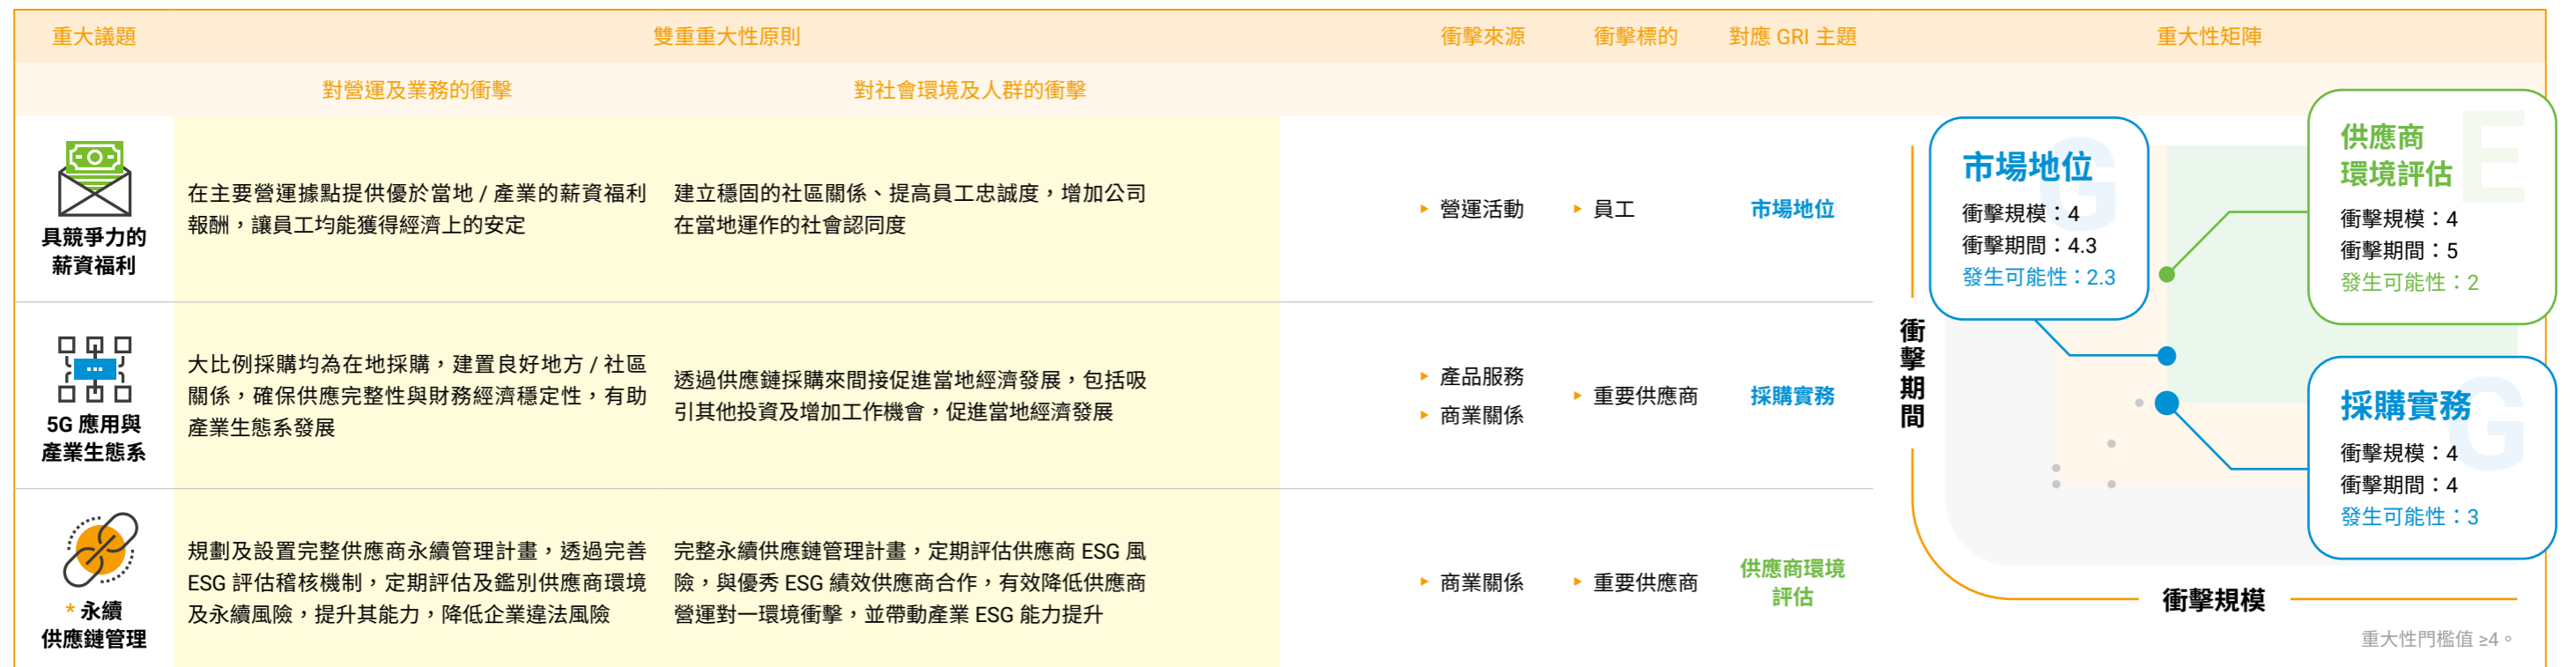 重大議題
雙重重大性原則
衝擊來源
衝擊標的
對應 GRI 主題
重大性矩陣
對營運及業務的衝擊
對社會環境及人群的衝擊
具競爭力的
薪資福利
在主要營運據點提供優於當地 / 產業的薪資福利
報酬，讓員工均能獲得經濟上的安定
建立穩固的社區關係、提高員工忠誠度，增加公司
在當地運作的社會認同度
▸ 營運活動
▸ 員工
市場地位
5G 應用與
產業生態系
大比例採購均為在地採購，建置良好地方 / 社區
關係，確保供應完整性與財務經濟穩定性，有助
產業生態系發展
透過供應鏈採購來間接促進當地經濟發展，包括吸
引其他投資及增加工作機會，促進當地經濟發展
▸ 產品服務
▸ 商業關係
▸ 重要供應商
採購實務
* 永續
供應鏈管理
規劃及設置完整供應商永續管理計畫，透過完善
ESG 評估稽核機制，定期評估及鑑別供應商環境
及永續風險，提升其能力，降低企業違法風險
完整永續供應鏈管理計畫，定期評估供應商 ESG 風
險，與優秀 ESG 績效供應商合作，有效降低供應商
營運對一環境衝擊，並帶動產業 ESG 能力提升
▸ 商業關係
▸ 重要供應商
供應商環境
評估
衝擊期間
G
市場地位
衝擊規模：4
衝擊期間：4.3
發生可能性：2.3
E
供應商
環境評估
衝擊規模：4
衝擊期間：5
發生可能性：2
G
採購實務
衝擊規模：4
衝擊期間：4
發生可能性：3
衝擊規模
重大性門檻值 ≥4。